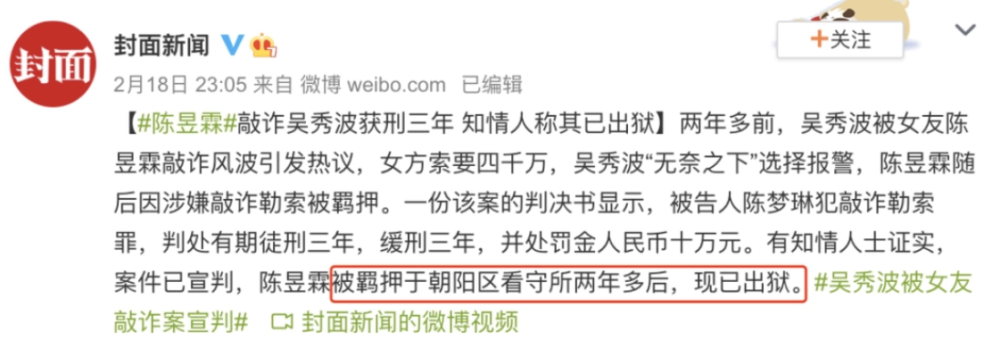 封面
封面新闻
+关注
2月18日 23:05 来自 微博 weibo.com 已编辑
【#陈昱霖#敲诈吴秀波获刑三年 知情人称其已出狱】两年多前，吴秀波被女友陈
昱霖敲诈风波引发热议，女方索要四千万，吴秀波“无奈之下”选择报警，陈昱霖随
后因涉嫌敲诈勒索被羁押。一份该案的判决书显示，被告人陈梦琳犯敲诈勒索
罪，判处有期徒刑三年，缓刑三年，并处罚金人民币十万元。有知情人士证实，
案件已宣判，陈昱霖被羁押于朝阳区看守所两年多后，现已出狱。#吴秀波被女友
敲诈案宣判# 封面新闻的微博视频